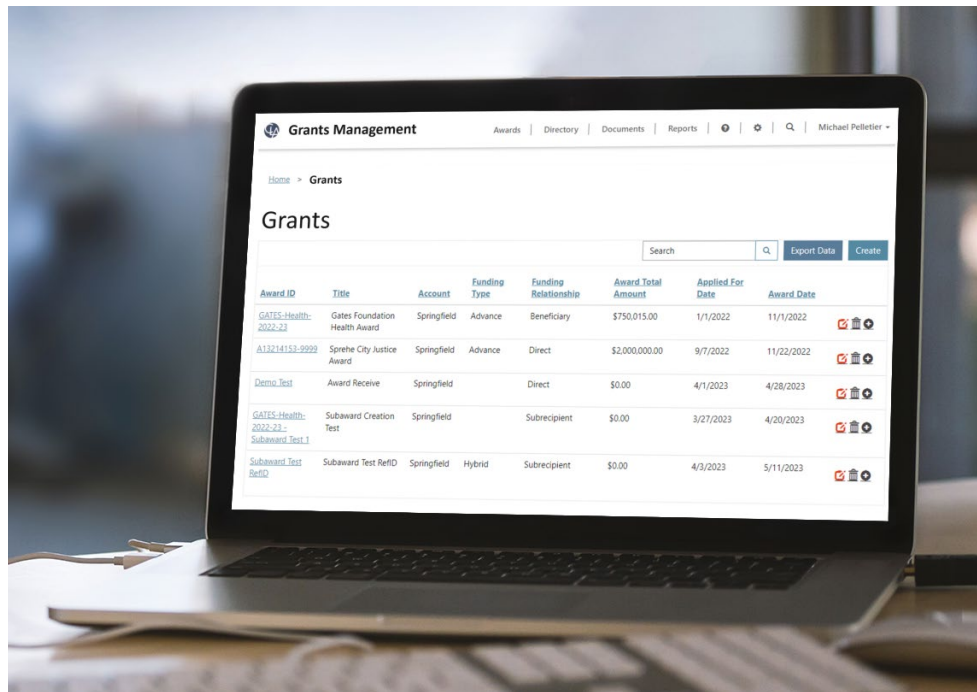 CLA Grants Management Awards | Directory | Documents | Reports | | | | Michael Pelletier
Home > Grants
Grants
Search Export Data Create
Award ID Title Account Funding Type Funding Relationship Award Total Amount Applied For Date Award Date
GATES-Health-2022-23 Gates Foundation Health Award Springfield Advance Beneficiary $750,015.00 1/1/2022 11/1/2022
A13214153-9999 Sprehe City Justice Award Springfield Advance Direct $2,000,000.00 9/7/2022 11/22/2022
Demo Test Award Receive Springfield Direct $0.00 4/1/2023 4/28/2023
GATES-Health-2022-23 - Subaward Test 1 Subaward Creation Test Springfield Subrecipient $0.00 3/27/2023 4/20/2023
Subaward Test RefID Subaward Test RefID Springfield Hybrid Subrecipient $0.00 4/3/2023 5/11/2023